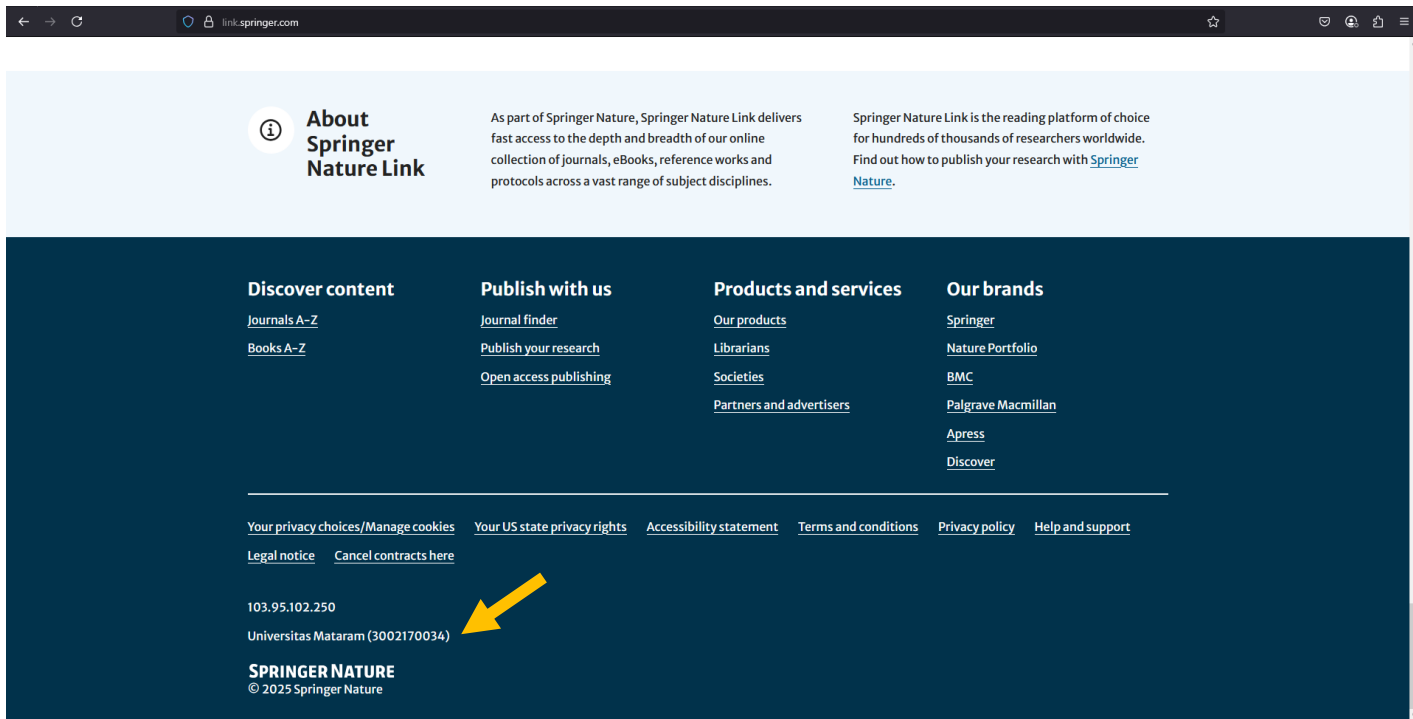 link.springer.com
About
Springer
Nature Link
As part of Springer Nature, Springer Nature Link delivers
fast access to the depth and breadth of our online
collection of journals, eBooks, reference works and
protocols across a vast range of subject disciplines.
Springer Nature Link is the reading platform of choice
for hundreds of thousands of researchers worldwide.
Find out how to publish your research with Springer
Nature.
Discover content
Journals A-Z
Books A-Z
Publish with us
Journal finder
Publish your research
Open access publishing
Products and services
Our products
Librarians
Societies
Partners and advertisers
Our brands
Springer
Nature Portfolio
BMC
Palgrave Macmillan
Apress
Discover
Your privacy choices/Manage cookies Your US state privacy rights Accessibility statement Terms and conditions Privacy policy Help and support
Legal notice Cancel contracts here
103.95.102.250
Universitas Mataram (3002170034)
SPRINGER NATURE
© 2025 Springer Nature